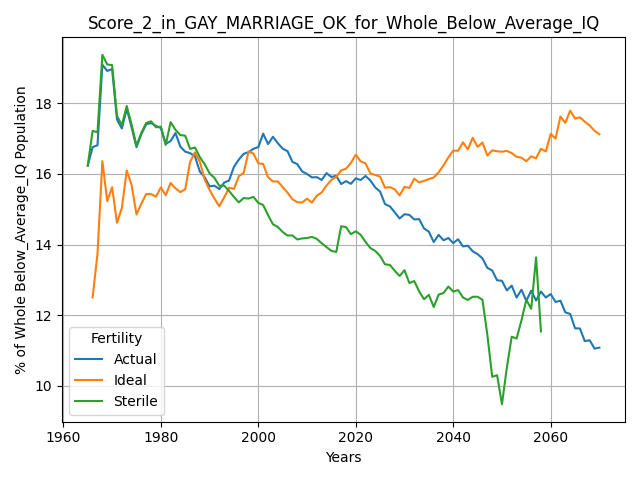 Score_2_in_GAY_MARRIAGE_OK_for_Whole_Below_Average_IQ
% of Whole Below_Average_IQ Population
18
16
14
12
10
Fertility
Actual
Ideal
Sterile
1960
1980
2000
2020
2040
2060
Years